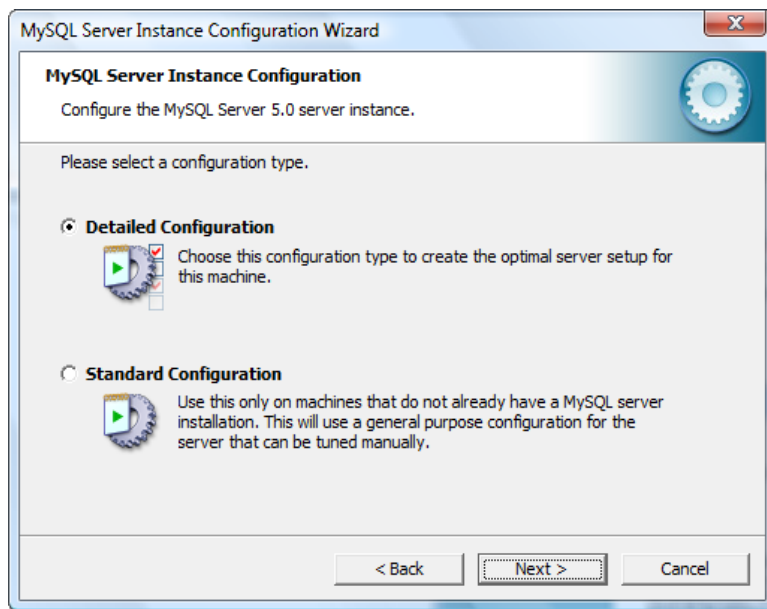 MySQL Server Instance Configuration Wizard
MySQL Server Instance Configuration
Configure the MySQL Server 5.0 server instance.
Please select a configuration type.
Detailed Configuration
Choose this configuration type to create the optimal server setup for
this machine.
Standard Configuration
Use this only on machines that do not already have a MySQL server
installation. This will use a general purpose configuration for the
server that can be tuned manually.
< Back
Next >
Cancel